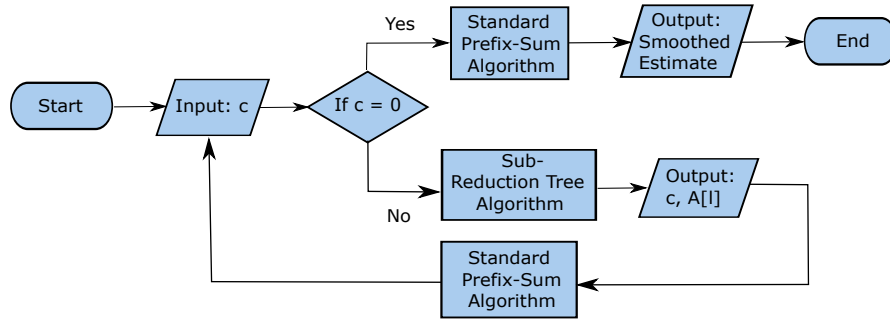 Start
Input: c
If c = 0
Yes
Standard
Prefix-Sum
Algorithm
Output:
Smoothed
Estimate
End
No
Sub-
Reduction Tree
Algorithm
Output:
c, A[I]
Standard
Prefix-Sum
Algorithm